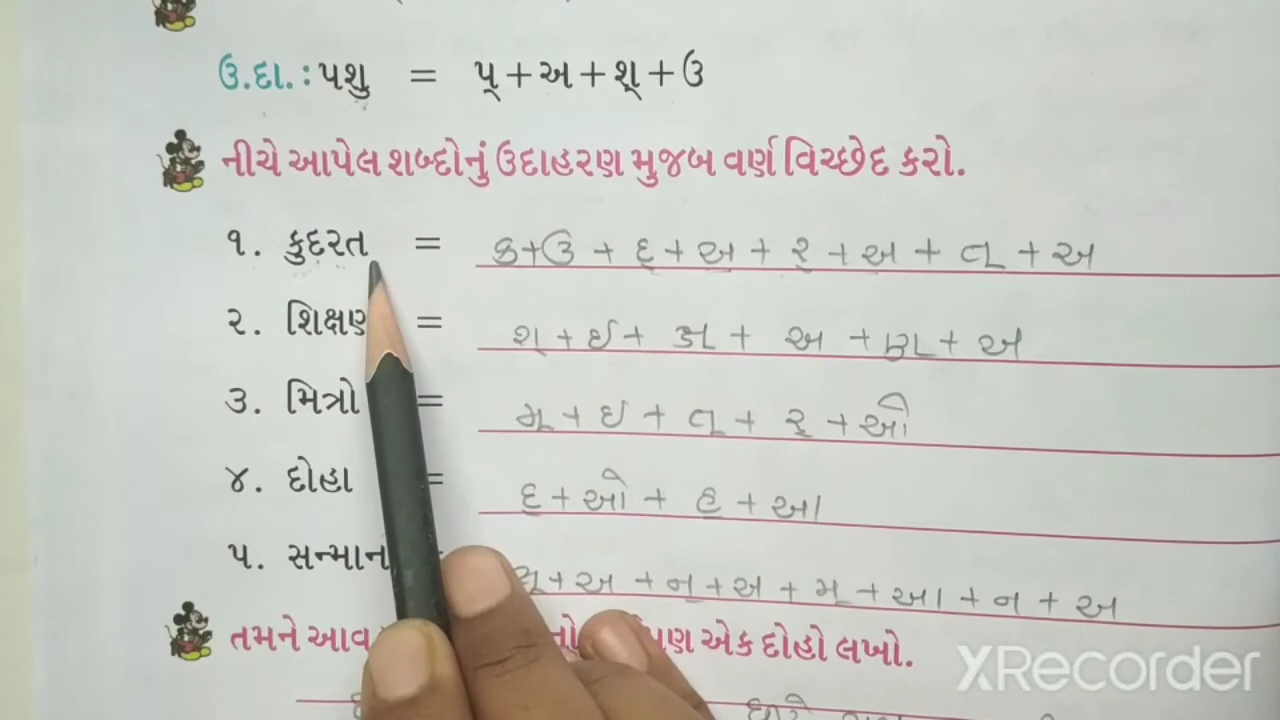 ઉ.દા.: પશુ = પ્ + અ + શ્ + ઉ
નીચે આપેલ શબ્દોનું ઉદાહરણ મુજબ વર્ણ વિચ્છેદ કરો.
૧. કુદરત = ક્+ઉ + દ્+અ + ર્+અ + ત્ + અ
૨. શિક્ષણ = શ્ + ઈ + ક્ષ્ + અ + ણ્ + અ
૩. મિત્રો = મ્ + ઇ + ત્ + ર્ + ઓ
૪. દોહા = દ્ + ઓ + હ્ + આ
૫. સન્માન = સ્ + અ + ન્ + અ + મ્ + આ + ન + અ
તમને આવ એક દોહો લખો.
XRecorder